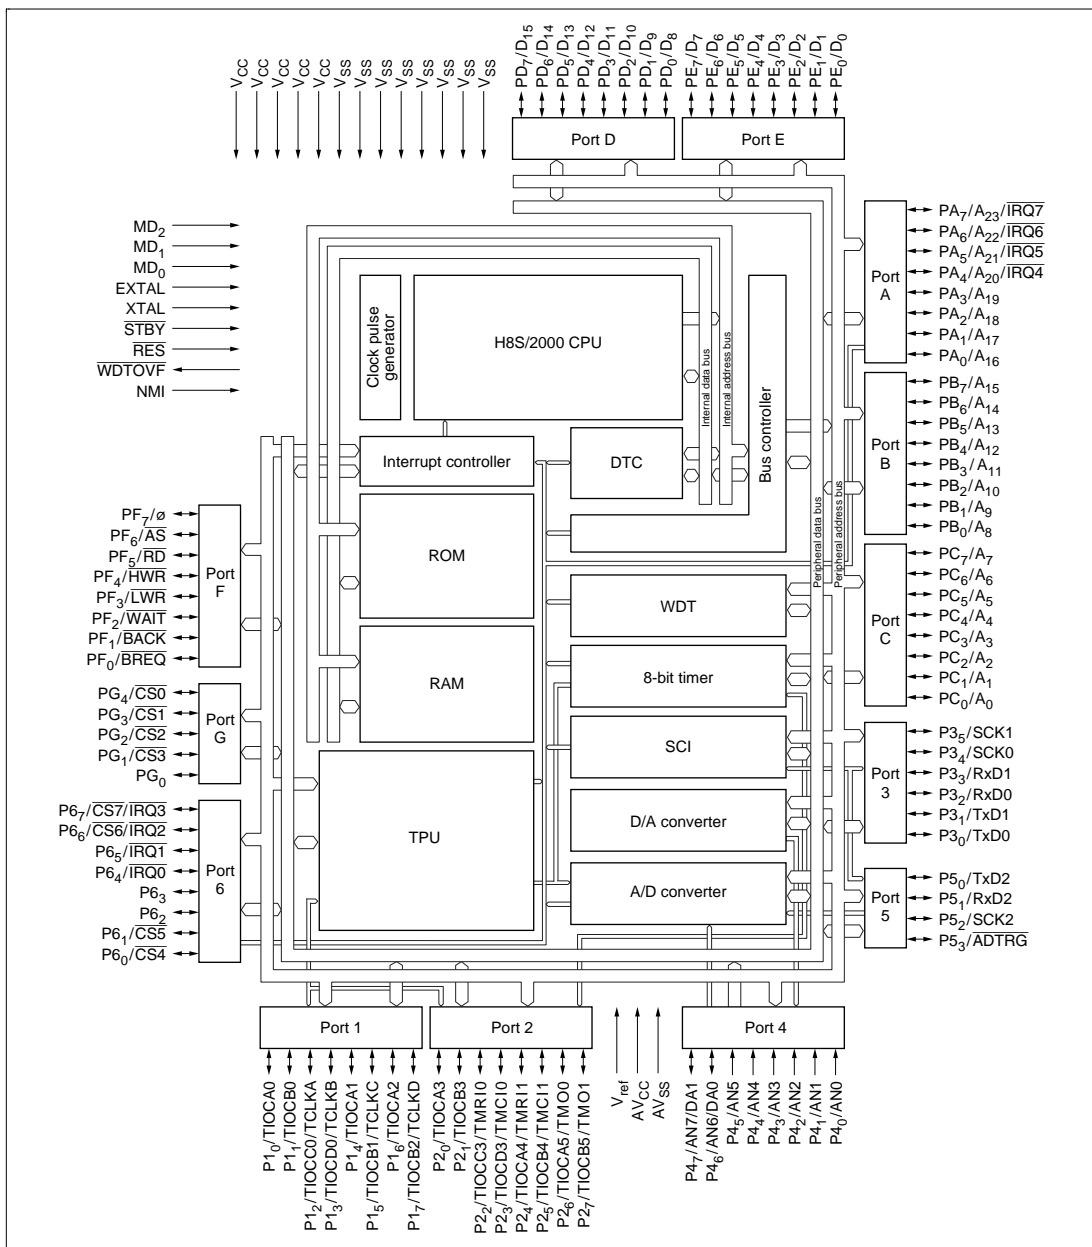 VCC
VCC
VCC
VCC
VCC
VSS
VSS
VSS
VSS
VSS
VSS
VSS
VSS
PD7/D15
PD6/D14
PD5/D13
PD4/D12
PD3/D11
PD2/D10
PD1/D9
PD0/D8
PE7/D7
PE6/D6
PE5/D5
PE4/D4
PE3/D3
PE2/D2
PE1/D1
PE0/D0
Port D
Port E
MD2
MD1
MD0
EXTAL
XTAL
STBY
RES
WDTOVF
NMI
Clock pulse
generator
H8S/2000 CPU
Internal data bus
Internal address bus
Bus controller
Peripheral data bus
Peripheral address bus
Port
A
PA7/A23/IRQ7
PA6/A22/IRQ6
PA5/A21/IRQ5
PA4/A20/IRQ4
PA3/A19
PA2/A18
PA1/A17
PA0/A16
Interrupt controller
DTC
Port
B
PB7/A15
PB6/A14
PB5/A13
PB4/A12
PB3/A11
PB2/A10
PB1/A9
PB0/A8
PF7/ø
PF6/AS
PF5/RD
PF4/HWR
PF3/LWR
PF2/WAIT
PF1/BACK
PF0/BREQ
Port
F
ROM
WDT
Port
C
PC7/A7
PC6/A6
PC5/A5
PC4/A4
PC3/A3
PC2/A2
PC1/A1
PC0/A0
RAM
8-bit timer
PG4/CS0
PG3/CS1
PG2/CS2
PG1/CS3
PG0
Port
G
SCI
Port
3
P35/SCK1
P34/SCK0
P33/RxD1
P32/RxD0
P31/TxD1
P30/TxD0
P67/CS7/IRQ3
P66/CS6/IRQ2
P65/IRQ1
P64/IRQ0
P63
P62
P61/CS5
P60/CS4
Port
6
TPU
D/A converter
A/D converter
Port
5
P50/TxD2
P51/RxD2
P52/SCK2
P53/ADTRG
Port 1
Port 2
Port 4
P10/TIOCA0
P11/TIOCB0
P12/TIOCC0/TCLKA
P13/TIOCD0/TCLKB
P14/TIOCA1
P15/TIOCB1/TCLKC
P16/TIOCA2
P17/TIOCB2/TCLKD
P20/TIOCA3
P21/TIOCB3
P22/TIOCC3/TMRI0
P23/TIOCD3/TMCI0
P24/TIOCA4/TMRI1
P25/TIOCB4/TMCI1
P26/TIOCA5/TMO0
P27/TIOCB5/TMO1
Vref
AVCC
AVSS
P47/AN7/DA1
P46/AN6/DA0
P45/AN5
P44/AN4
P43/AN3
P42/AN2
P41/AN1
P40/AN0